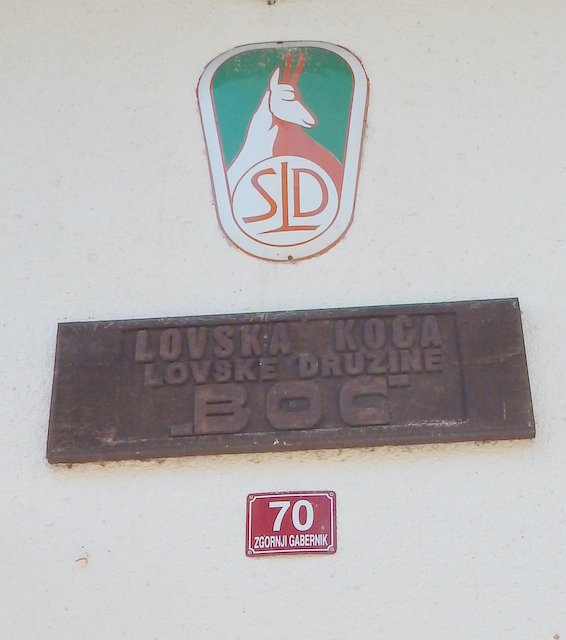 SLD
LOVSKA KOČA
LOVSKE DRUŽINE
„BOČ"
70
ZGORNJI GABERNIK